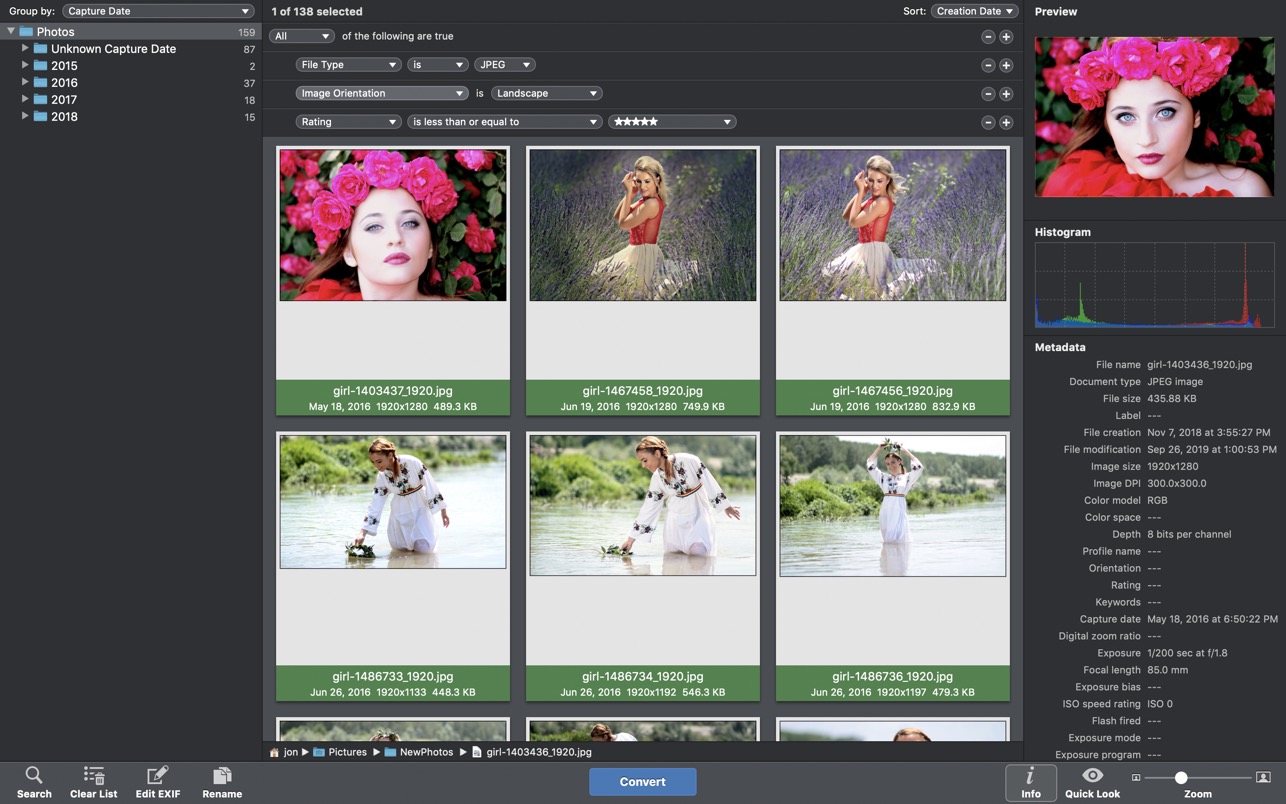 Group by: Capture Date
Photos 159
Unknown Capture Date 87
2015 2
2016 37
2017 18
2018 15
1 of 138 selected
Sort: Creation Date
All of the following are true
File Type is JPEG
Image Orientation is Landscape
Rating is less than or equal to ★★★★★
girl-1403437_1920.jpg
May 18, 2016 1920x1280 489.3 KB
girl-1467458_1920.jpg
Jun 19, 2016 1920x1280 749.9 KB
girl-1467456_1920.jpg
Jun 19, 2016 1920x1280 832.9 KB
girl-1486733_1920.jpg
Jun 26, 2016 1920x1133 448.3 KB
girl-1486734_1920.jpg
Jun 26, 2016 1920x1192 546.3 KB
girl-1486736_1920.jpg
Jun 26, 2016 1920x1197 479.3 KB
jon Pictures NewPhotos girl-1403436_1920.jpg
Preview
Histogram
Metadata
File name girl-1403436_1920.jpg
Document type JPEG image
File size 435.88 KB
Label ---
File creation Nov 7, 2018 at 3:55:27 PM
File modification Sep 26, 2019 at 1:00:53 PM
Image size 1920x1280
Image DPI 300.0x300.0
Color model RGB
Color space ---
Depth 8 bits per channel
Profile name ---
Orientation ---
Rating ---
Keywords ---
Capture date May 18, 2016 at 6:50:22 PM
Digital zoom ratio ---
Exposure 1/200 sec at f/1.8
Focal length 85.0 mm
Exposure bias ---
ISO speed rating ISO 0
Flash fired ---
Exposure mode ---
Exposure program ---
Search
Clear List
Edit EXIF
Rename
Convert
Info
Quick Look
Zoom